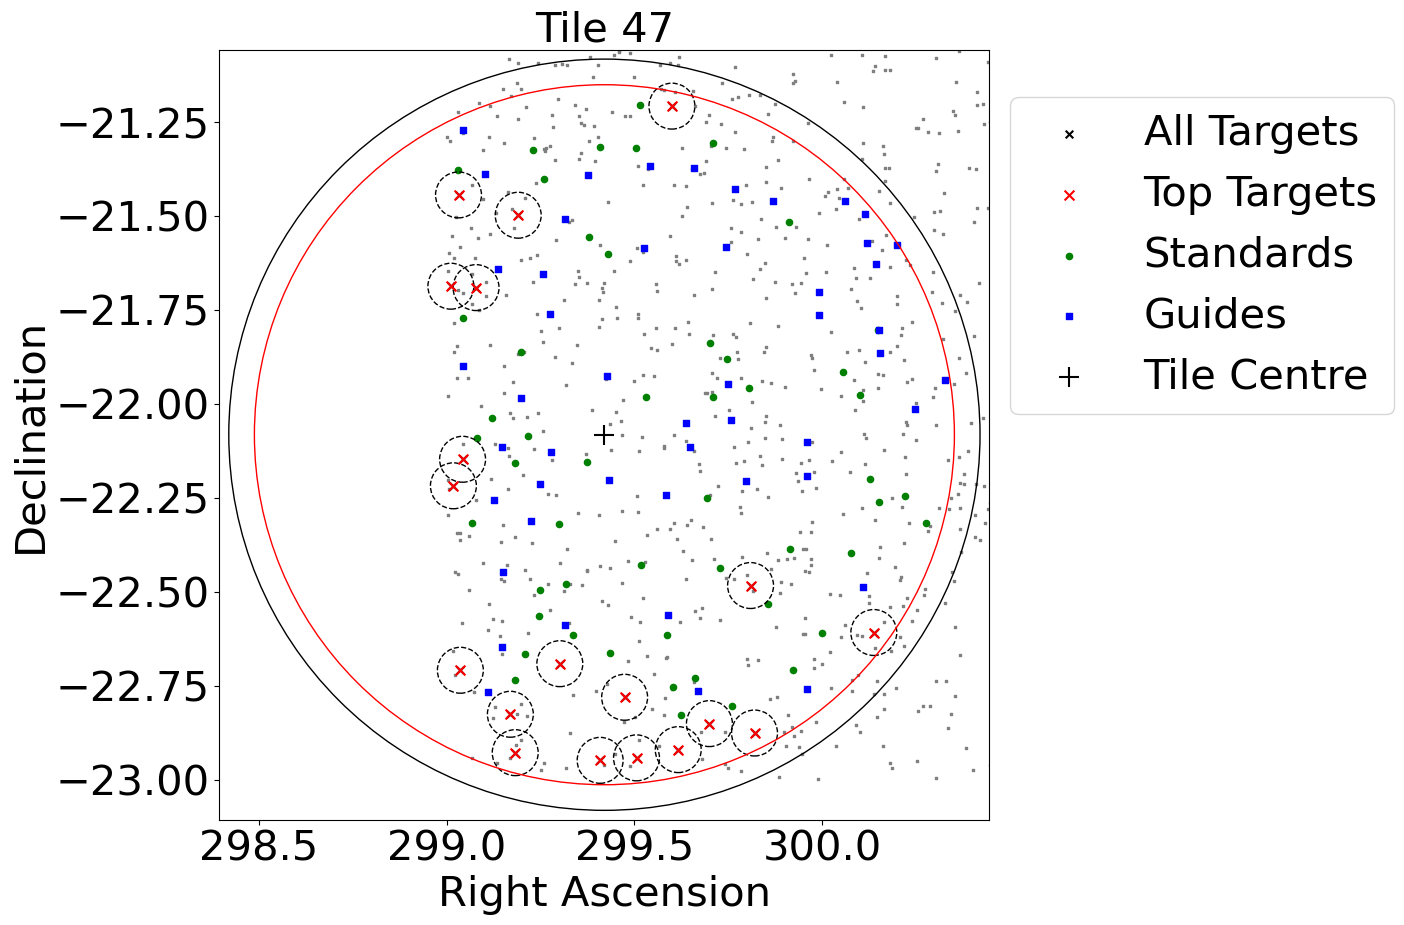 Tile 47
−21.25
−21.50
−21.75
−22.00
−22.25
−22.50
−22.75
−23.00
Declination
298.5 299.0 299.5 300.0
Right Ascension
All Targets
Top Targets
Standards
Guides
Tile Centre